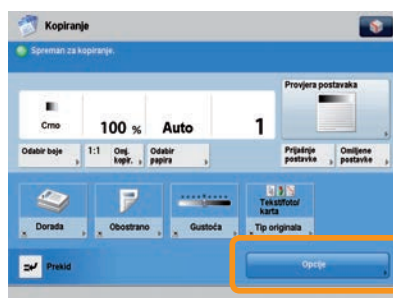 Kopiranje
Spreman za kopiranje.
Provjera postavaka
Crno
100 % Auto 1
Odabir boje
1:1
Omj. kopir.
Odabir papira
Prijašnje postavke
Omiljene postavke
Dorada
Obostrano
Gustoća
Tekst/foto/karta
Tip originala
Prekid
Opcije